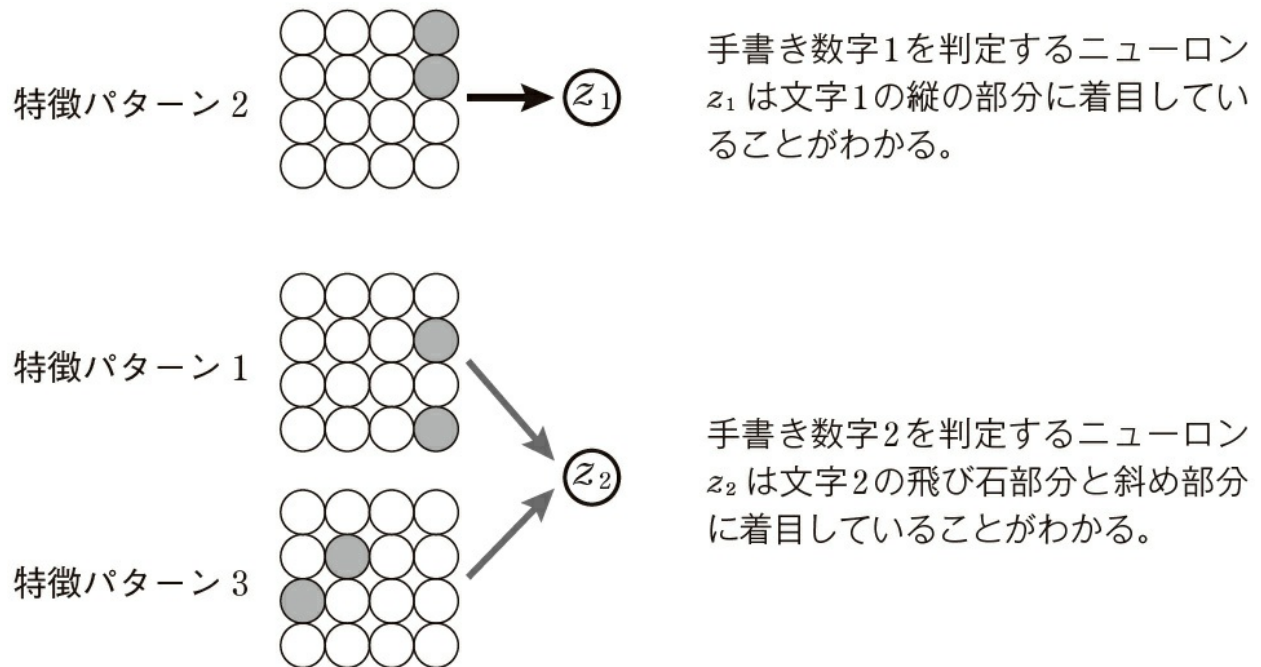 手書き数字1を判定するニューロン
z₁は文字1の縦の部分に着目してい
ることがわかる。
特徴パターン2
z₁
特徴パターン1
手書き数字2を判定するニューロン
z₂は文字2の飛び石部分と斜め部分
に着目していることがわかる。
z₂
特徴パターン3